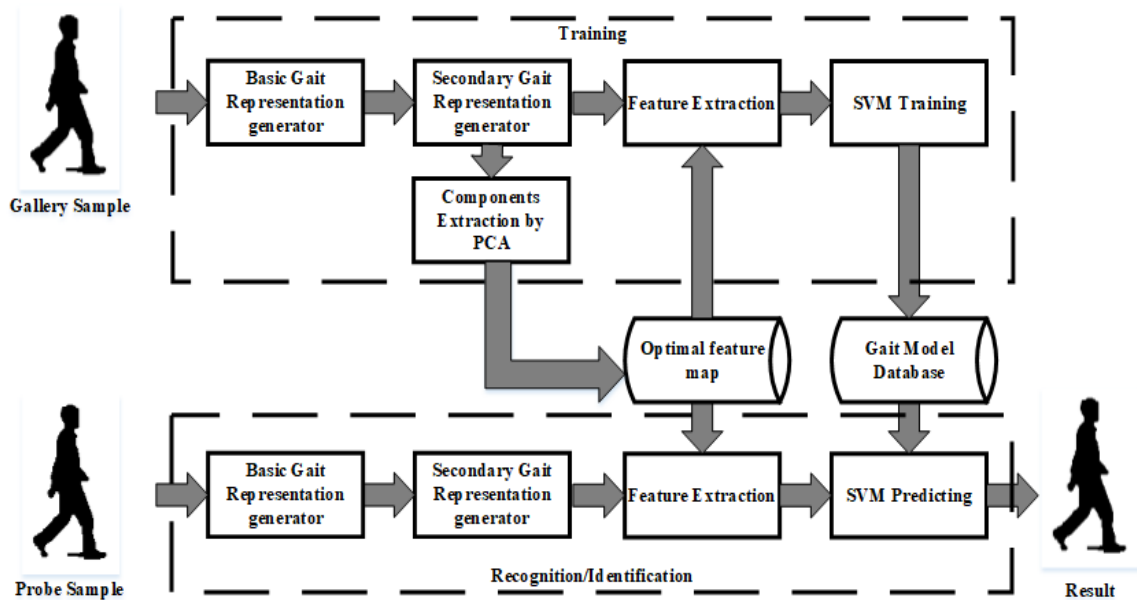 Training
Basic Gait
Representation
generator
Secondary Gait
Representation
generator
Feature Extraction
SVM Training
Gallery Sample
Components
Extraction by
PCA
Optimal feature
map
Gait Model
Database
Basic Gait
Representation
generator
Secondary Gait
Representation
generator
Feature Extraction
SVM Predicting
Recognition/Identification
Probe Sample
Result